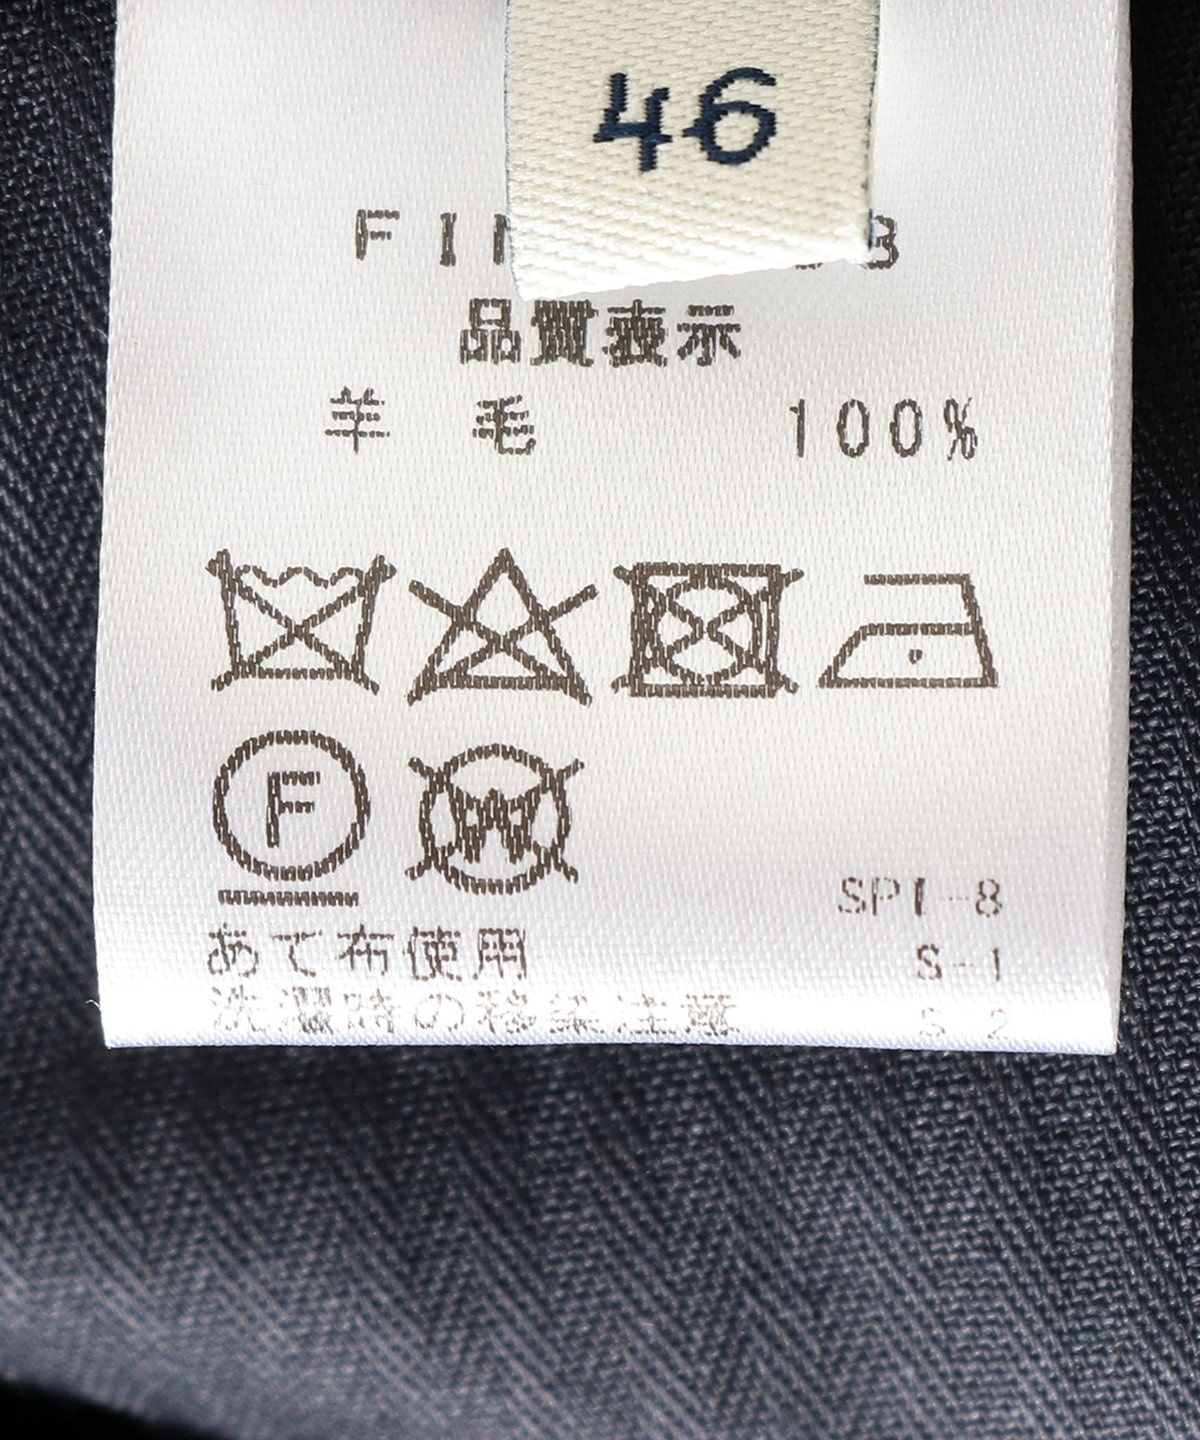 46
品質表示
羊 毛 100%
F
W
SPI-8
あて布使用
S-1
洗濯時の移染注意
S-2